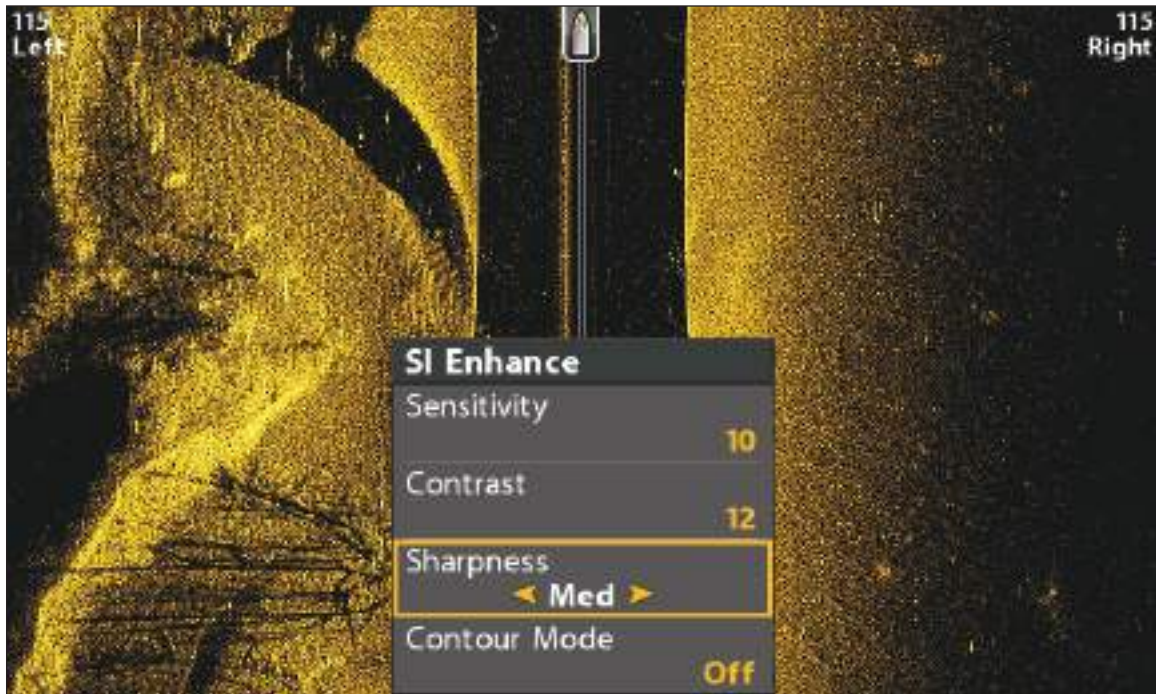 115
Left
115
Right
SI Enhance
Sensitivity
10
Contrast
12
Sharpness
Med
Contour Mode
Off